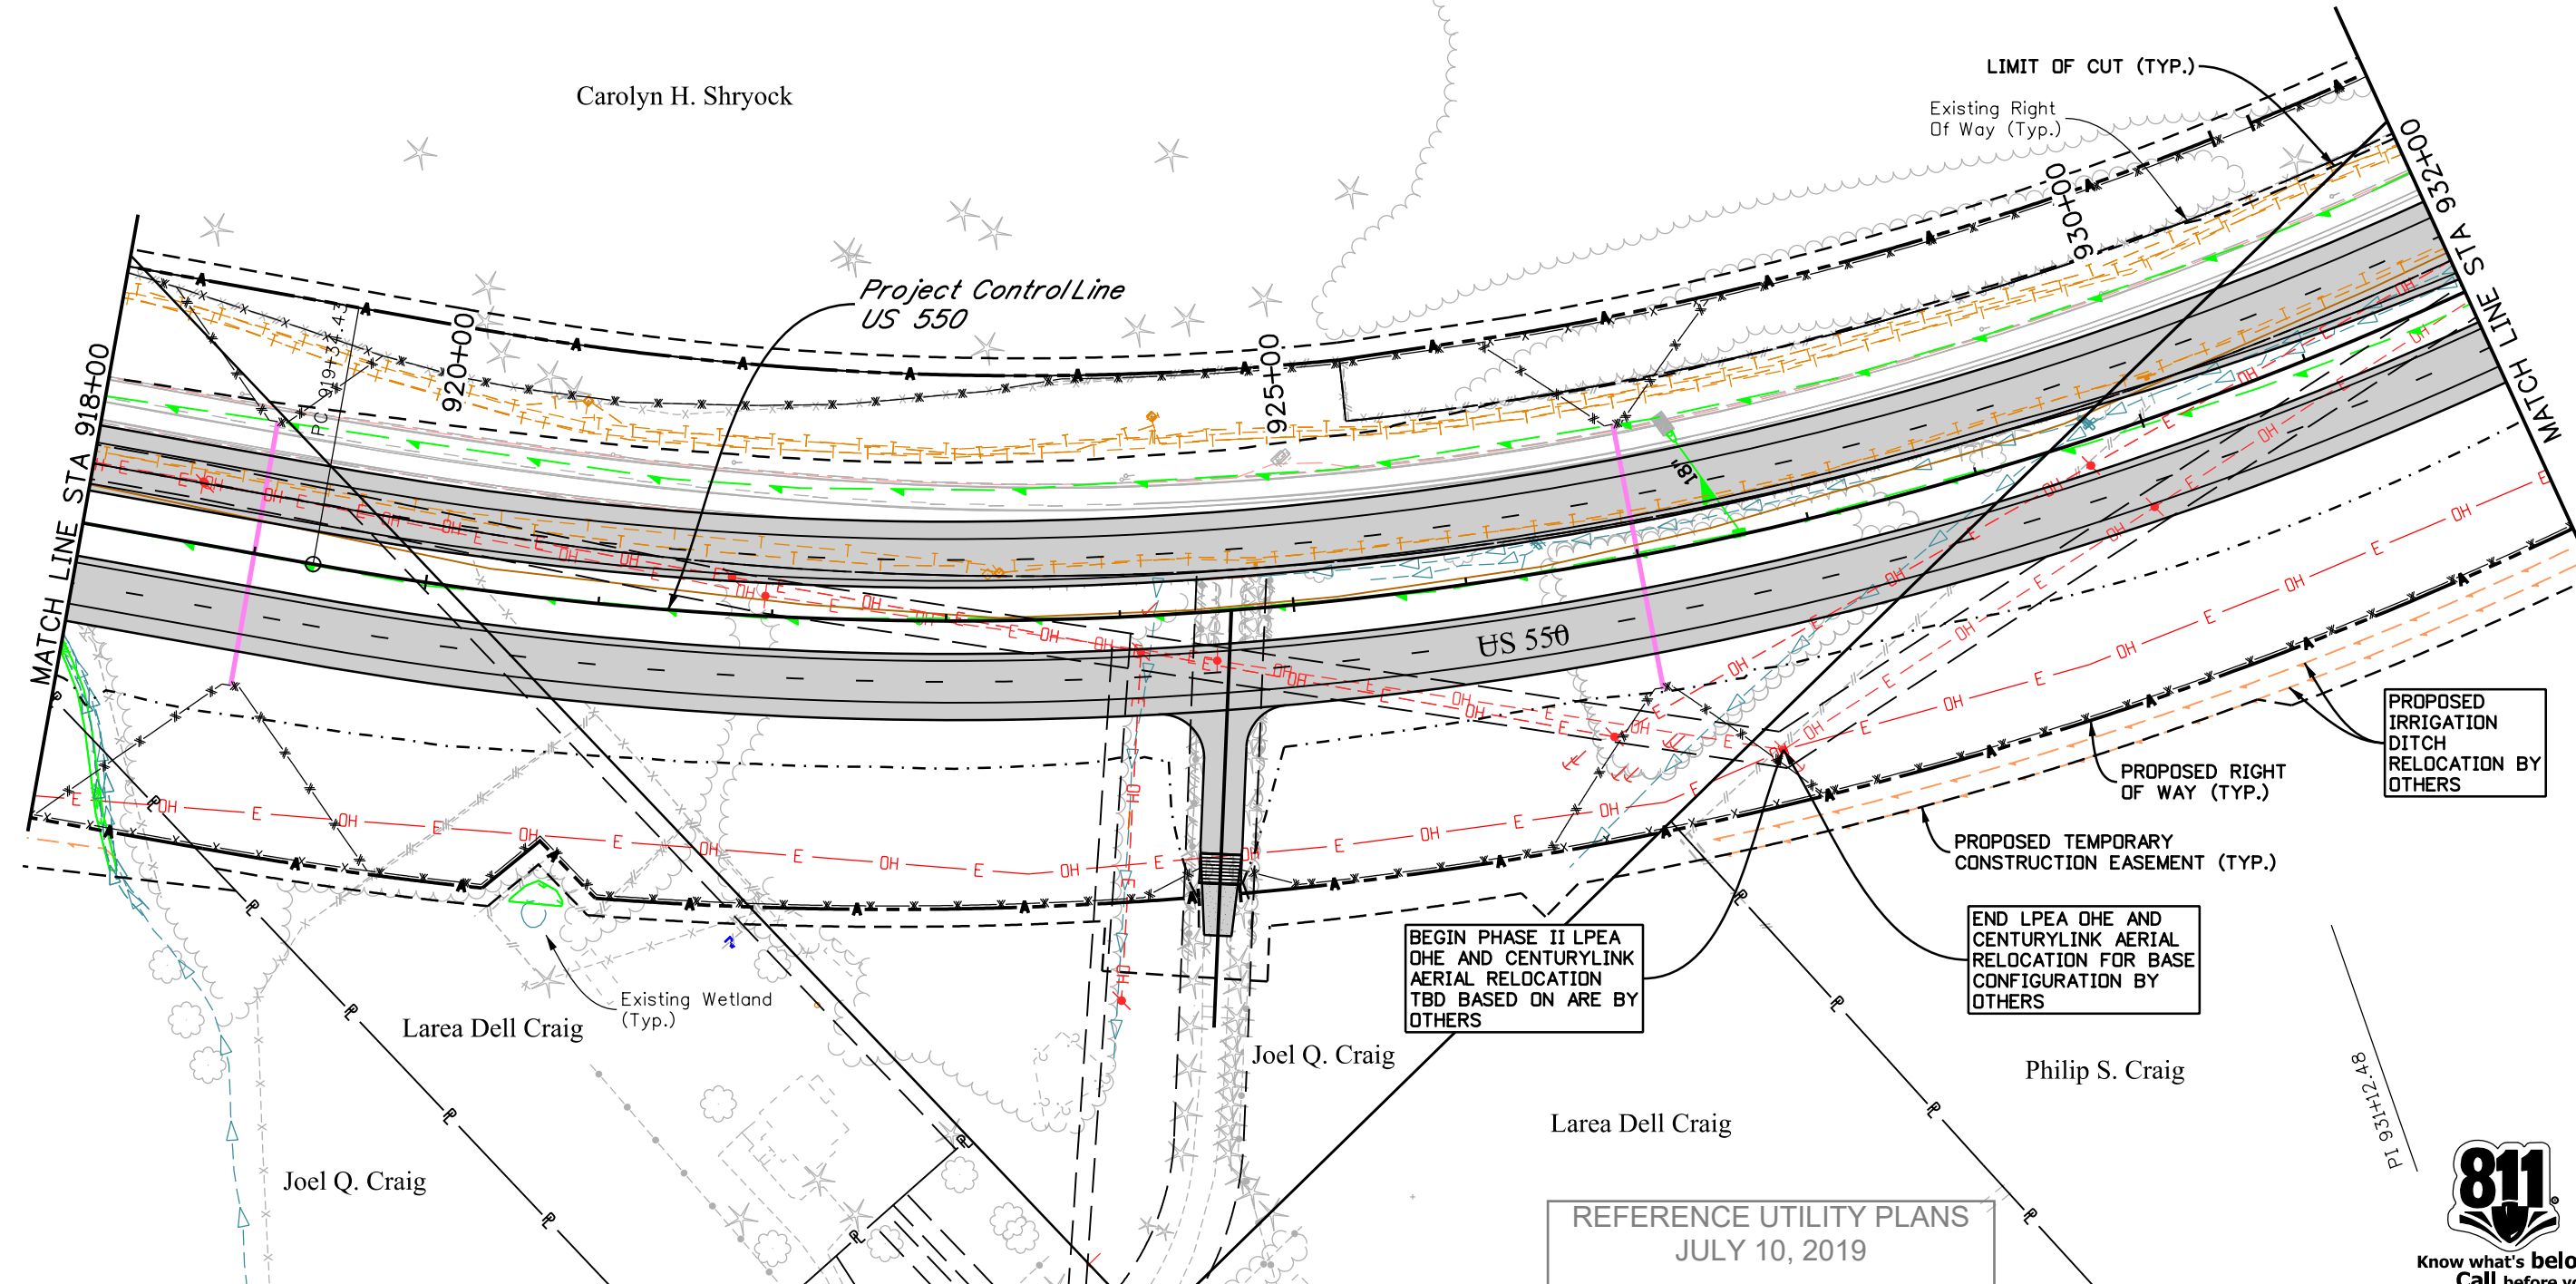 Carolyn H. Shryock
LIMIT OF CUT (TYP.)
Existing Right
Of Way (Typ.)
Project Control Line
US 550
MATCH LINE STA 918+00
PC 919+34.43
920+00
925+00
930+00
MATCH LINE STA 932+00
18"
US 550
PROPOSED
IRRIGATION
DITCH
RELOCATION BY
OTHERS
PROPOSED RIGHT
OF WAY (TYP.)
PROPOSED TEMPORARY
CONSTRUCTION EASEMENT (TYP.)
BEGIN PHASE II LPEA
OHE AND CENTURYLINK
AERIAL RELOCATION
TBD BASED ON ARE BY
OTHERS
END LPEA OHE AND
CENTURYLINK AERIAL
RELOCATION FOR BASE
CONFIGURATION BY
OTHERS
Existing Wetland
(Typ.)
Larea Dell Craig
Joel Q. Craig
Joel Q. Craig
Larea Dell Craig
Philip S. Craig
PI 931+12.48
REFERENCE UTILITY PLANS
JULY 10, 2019
811
Know what's
Call before